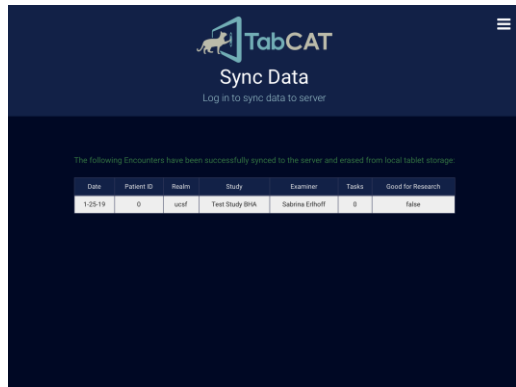 TabCAT
Sync Data
Log in to sync data to server
The following Encounters have been successfully synced to the server and erased from local tablet storage:
Date Patient ID Realm Study Examiner Tasks Good for Research
1-25-19 0 ucsf Test Study BHA Sabrina Erlhoff 0 false